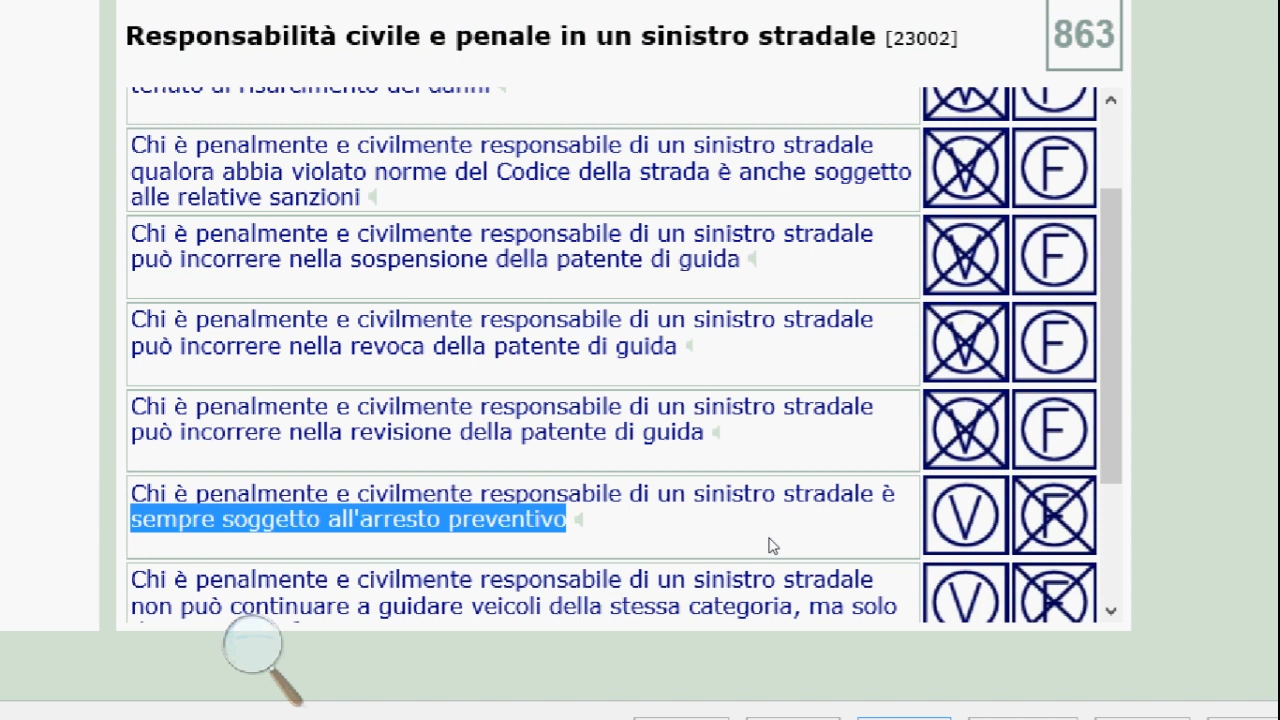 Responsabilità civile e penale in un sinistro stradale [23002]
863
tenuto al risarcimento dei danni
V F
Chi è penalmente e civilmente responsabile di un sinistro stradale
qualora abbia violato norme del Codice della strada è anche soggetto
alle relative sanzioni
V F
Chi è penalmente e civilmente responsabile di un sinistro stradale
può incorrere nella sospensione della patente di guida
V F
Chi è penalmente e civilmente responsabile di un sinistro stradale
può incorrere nella revoca della patente di guida
V F
Chi è penalmente e civilmente responsabile di un sinistro stradale
può incorrere nella revisione della patente di guida
V F
Chi è penalmente e civilmente responsabile di un sinistro stradale è
sempre soggetto all'arresto preventivo
V F
Chi è penalmente e civilmente responsabile di un sinistro stradale
non può continuare a guidare veicoli della stessa categoria, ma solo
V F